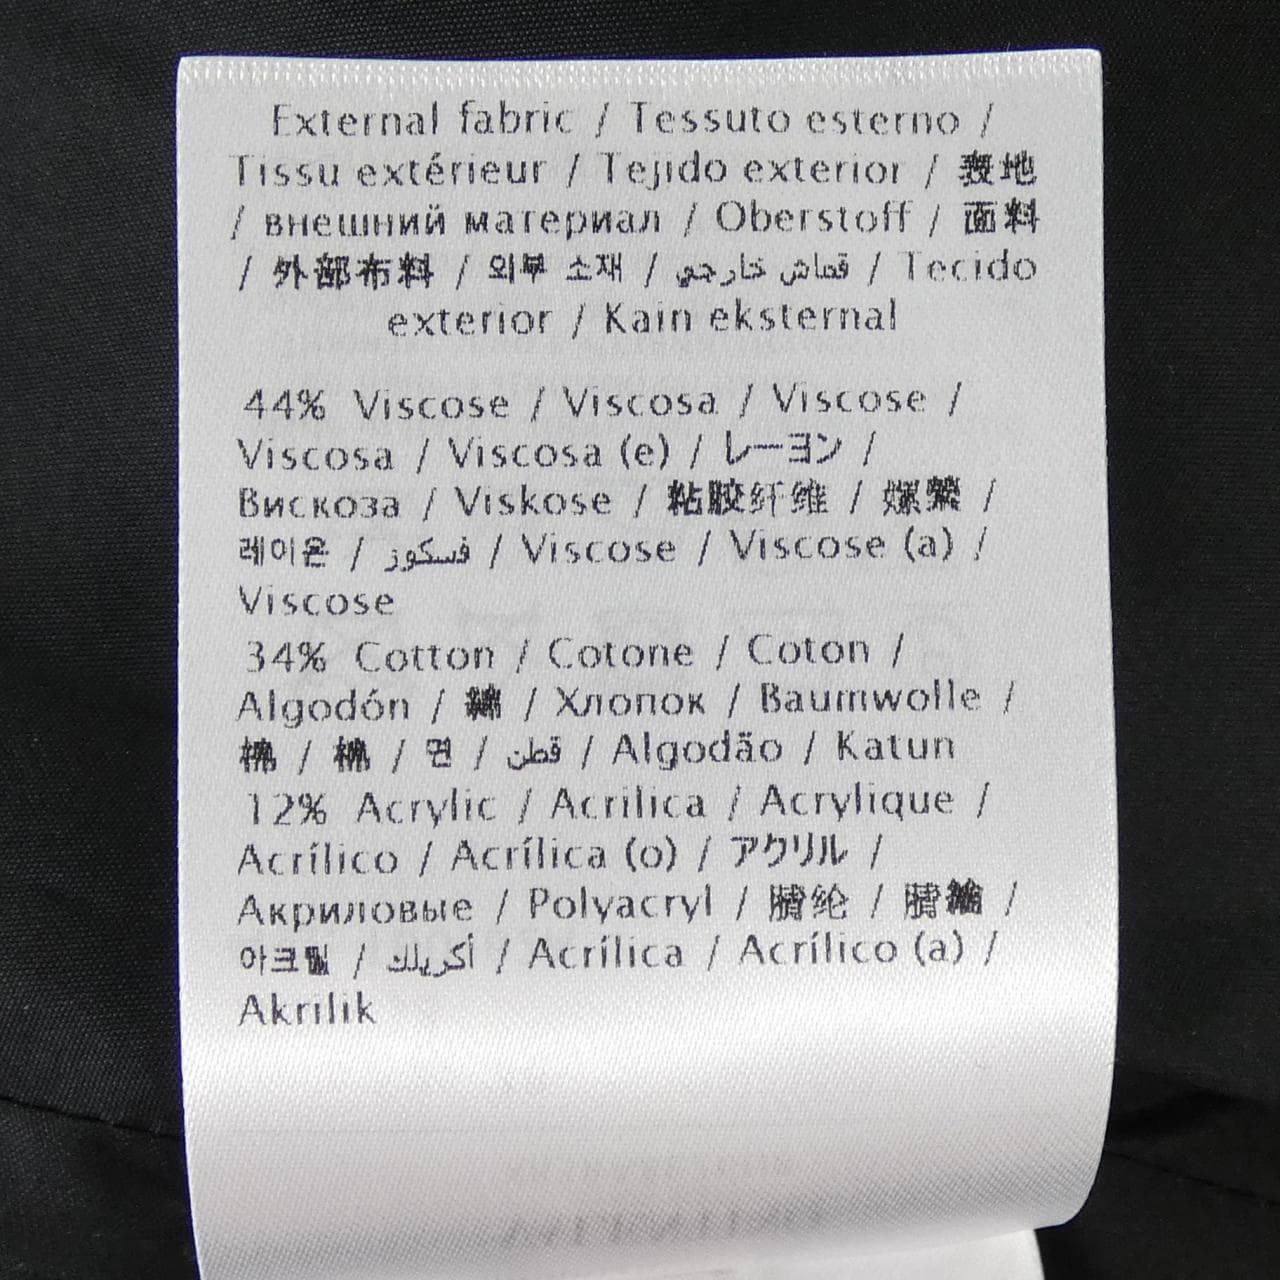 External fabric / Tessuto esterno /
Tissu extérieur / Tejido exterior / 表地
/ внешний материал / Oberstoff / 面料
/ 外部布料 / 외부 소재 / قماش خارجي / Tecido
exterior / Kain eksternal
44% Viscose / Viscosa / Viscose /
Viscosa / Viscosa (e) / レーヨン /
Вискоза / Viskose / 粘胶纤维 / 嫘縈 /
레이온 / فسكوز / Viscose / Viscose (a) /
Viscose
34% Cotton / Cotone / Coton /
Algodón / 綿 / Хлопок / Baumwolle /
棉 / 棉 / 면 / قطن / Algodão / Katun
12% Acrylic / Acrilica / Acrylique /
Acrílico / Acrílica (o) / アクリル /
Акриловые / Polyacryl / 腈纶 / 腈綸 /
아크릴 / أكريلك / Acrílica / Acrílico (a) /
Akrilik